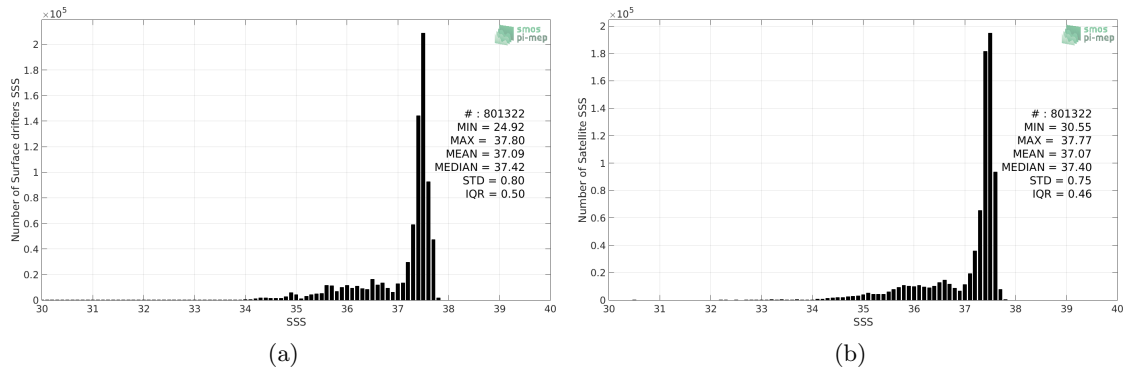 ×10⁵
2
1.8
1.6
1.4
1.2
1
0.8
0.6
0.4
0.2
0
Number of Surface drifters SSS
30 31 32 33 34 35 36 37 38 39 40
SSS
smos
pi-mep
# : 801322
MIN = 24.92
MAX = 37.80
MEAN = 37.09
MEDIAN = 37.42
STD = 0.80
IQR = 0.50
(a)
×10⁵
2
1.8
1.6
1.4
1.2
1
0.8
0.6
0.4
0.2
0
Number of Satellite SSS
30 31 32 33 34 35 36 37 38 39 40
SSS
smos
pi-mep
# : 801322
MIN = 30.55
MAX = 37.77
MEAN = 37.07
MEDIAN = 37.40
STD = 0.75
IQR = 0.46
(b)